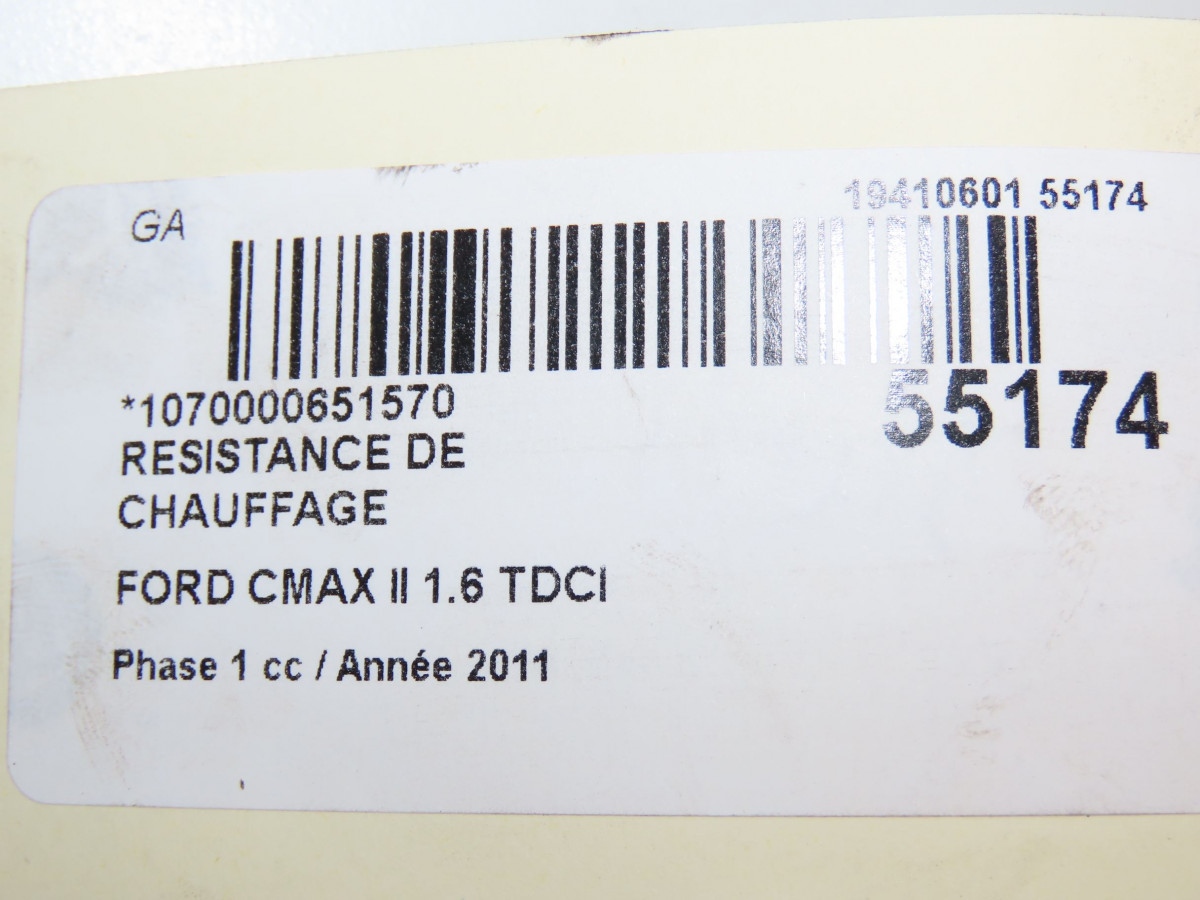 GA
19410601 55174
*1070000651570
55174
RESISTANCE DE
CHAUFFAGE
FORD CMAX II 1.6 TDCI
Phase 1 cc / Année 2011